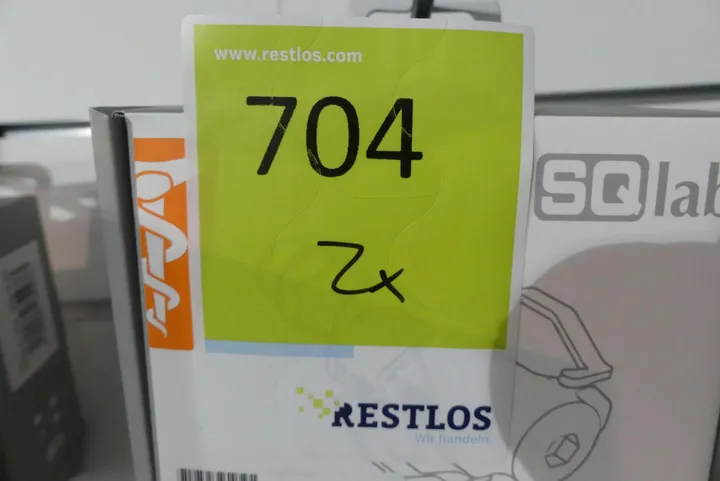 www.restlos.com
704
2x
SQlab
RESTLOS
Wir handeln